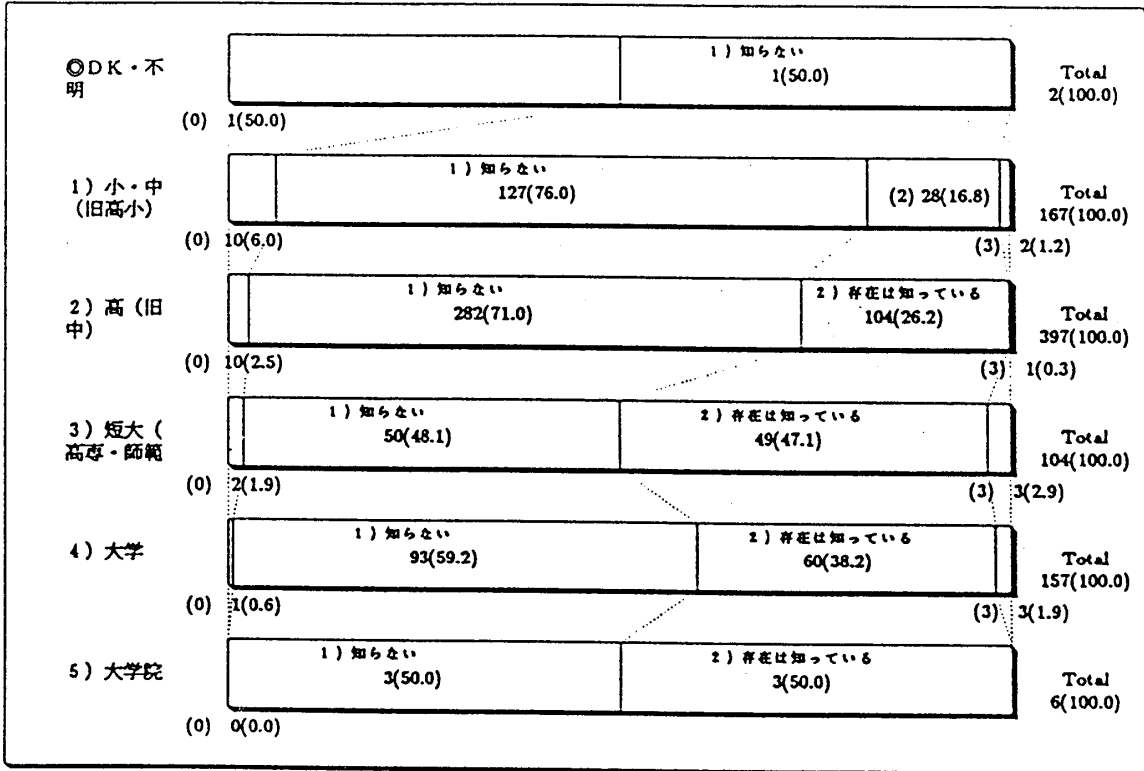 1）知らない
◎DK・不明
1(50.0)
Total
2(100.0)
(0) 1(50.0)
1）知らない
1）小・中（旧高小）
127(76.0)
(2) 28(16.8)
Total
167(100.0)
(0) 10(6.0)
(3) 2(1.2)
1）知らない
2）存在は知っている
2）高（旧中）
282(71.0)
104(26.2)
Total
397(100.0)
(0) 10(2.5)
(3) 1(0.3)
1）知らない
2）存在は知っている
3）短大（高専・師範
50(48.1)
49(47.1)
Total
104(100.0)
(0) 2(1.9)
(3) 3(2.9)
1）知らない
2）存在は知っている
4）大学
93(59.2)
60(38.2)
Total
157(100.0)
(0) 1(0.6)
(3) 3(1.9)
1）知らない
2）存在は知っている
5）大学院
3(50.0)
3(50.0)
Total
6(100.0)
(0) 0(0.0)